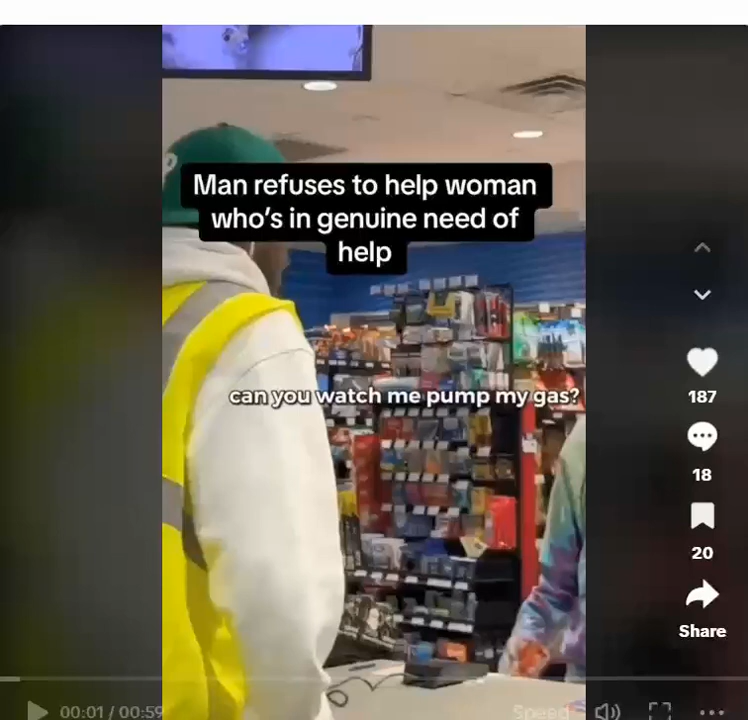 Man refuses to help woman
who's in genuine need of
help
can you watch me pump my gas?
187
18
20
Share
00:01 / 00:59
Speed